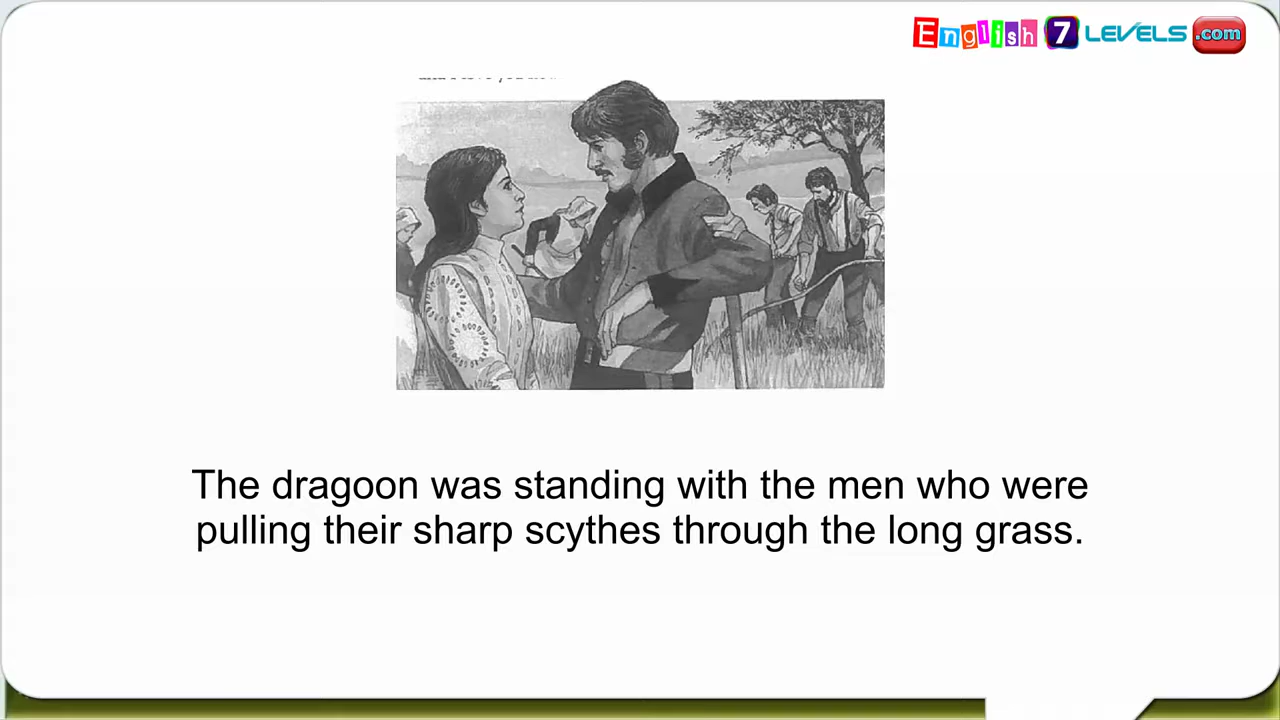 English 7 LEVELS .com
The dragoon was standing with the men who were
pulling their sharp scythes through the long grass.